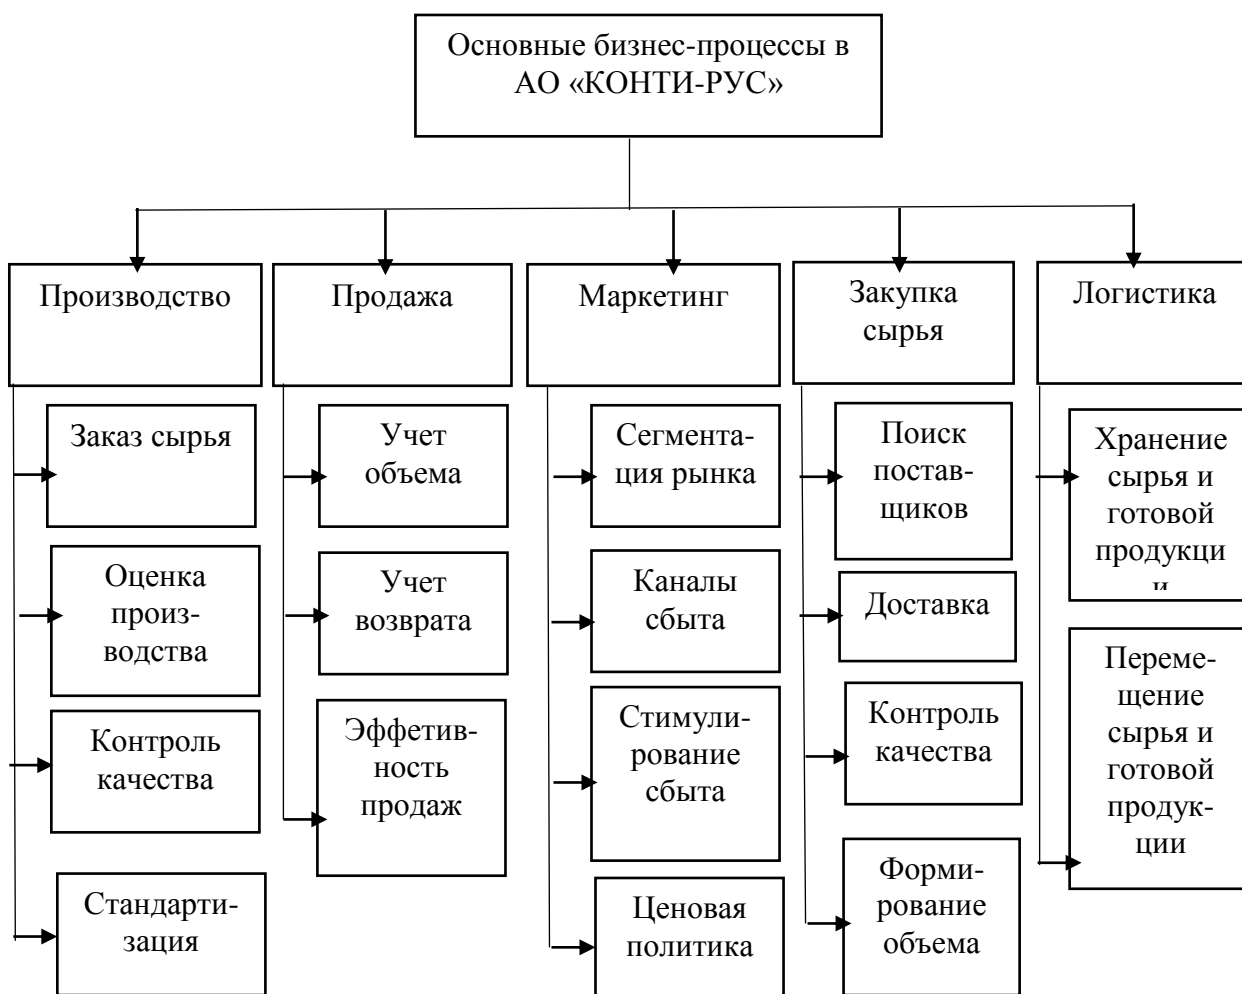 Основные бизнес-процессы в
АО «КОНТИ-РУС»
Производство
Продажа
Маркетинг
Закупка
сырья
Логистика
Заказ сырья
Оценка
произ-
водства
Контроль
качества
Стандарти-
зация
Учет
объема
Учет
возврата
Эффетив-
ность
продаж
Сегмента-
ция рынка
Каналы
сбыта
Стимули-
рование
сбыта
Ценовая
политика
Поиск
постав-
щиков
Доставка
Контроль
качества
Форми-
рование
объема
Хранение
сырья и
готовой
продукци
и
Переме-
щение
сырья и
готовой
продук-
ции